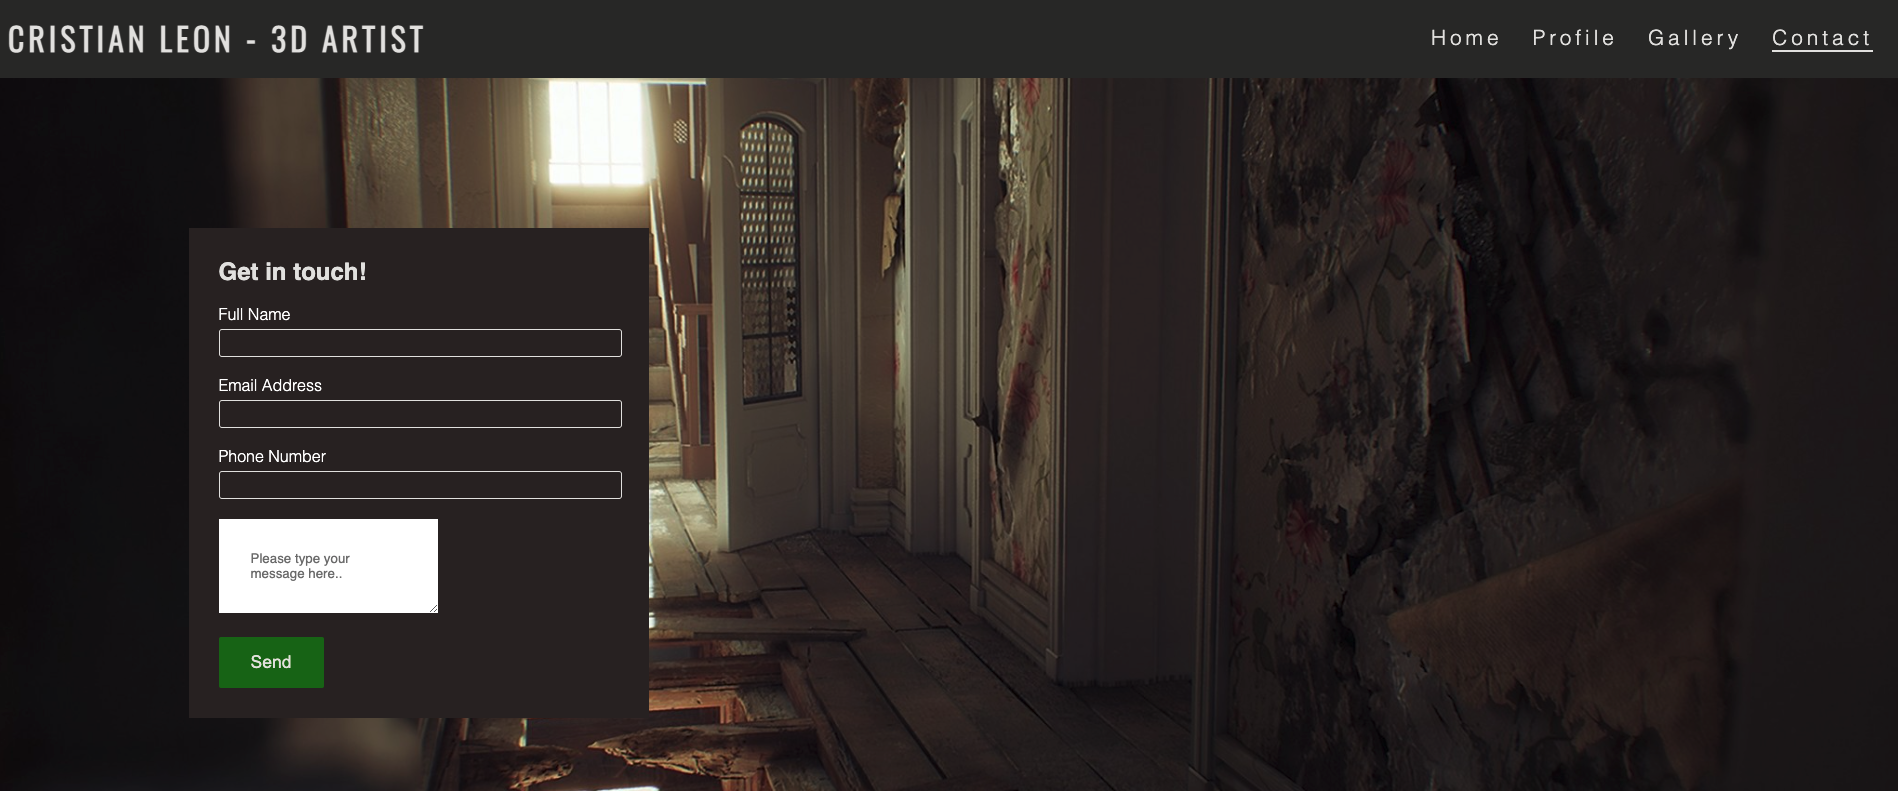 CRISTIAN LEON - 3D ARTIST
Home Profile Gallery Contact
Get in touch!
Full Name
Email Address
Phone Number
Please type your
message here..
Send